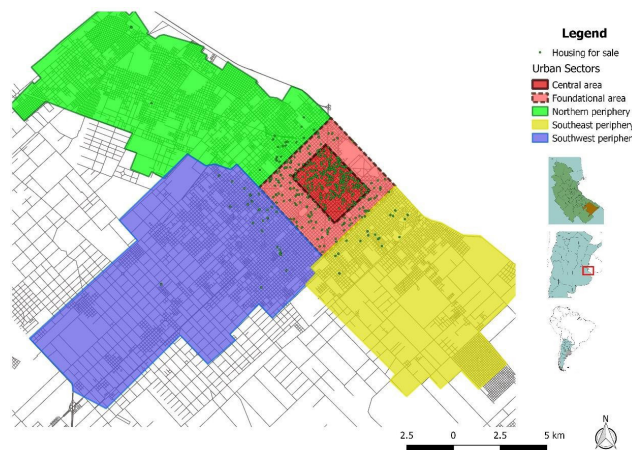 Legend
Housing for sale
Urban Sectors
Central area
Foundational area
Northern periphery
Southeast periphery
Southwest periphery
N
2.5 0 2.5 5 km